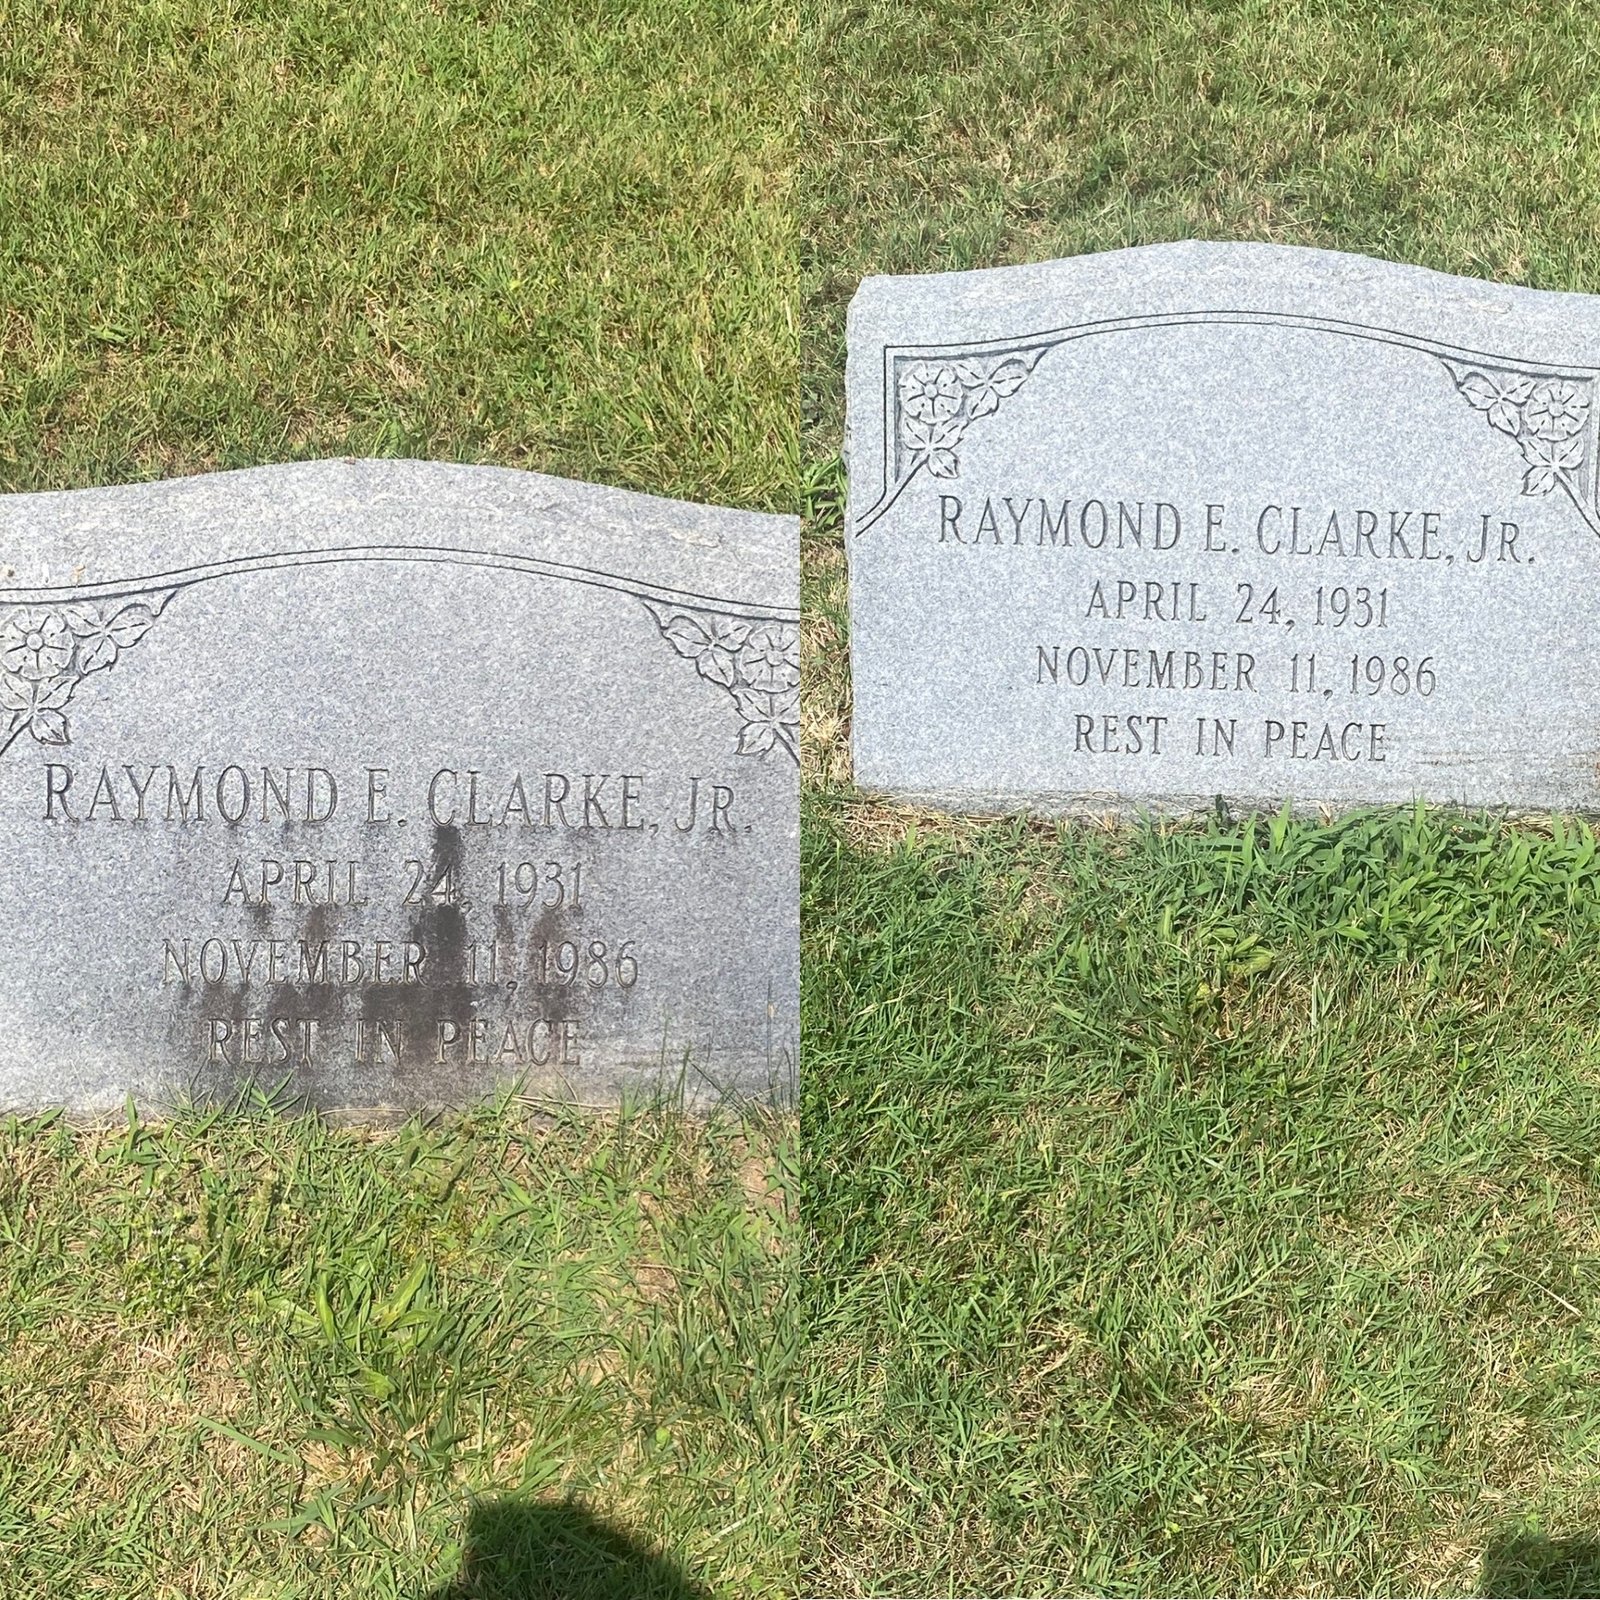 RAYMOND E. CLARKE, JR.
APRIL 24, 1931
NOVEMBER 11, 1986
REST IN PEACE
RAYMOND E. CLARKE, JR.
APRIL 24, 1931
NOVEMBER 11, 1986
REST IN PEACE